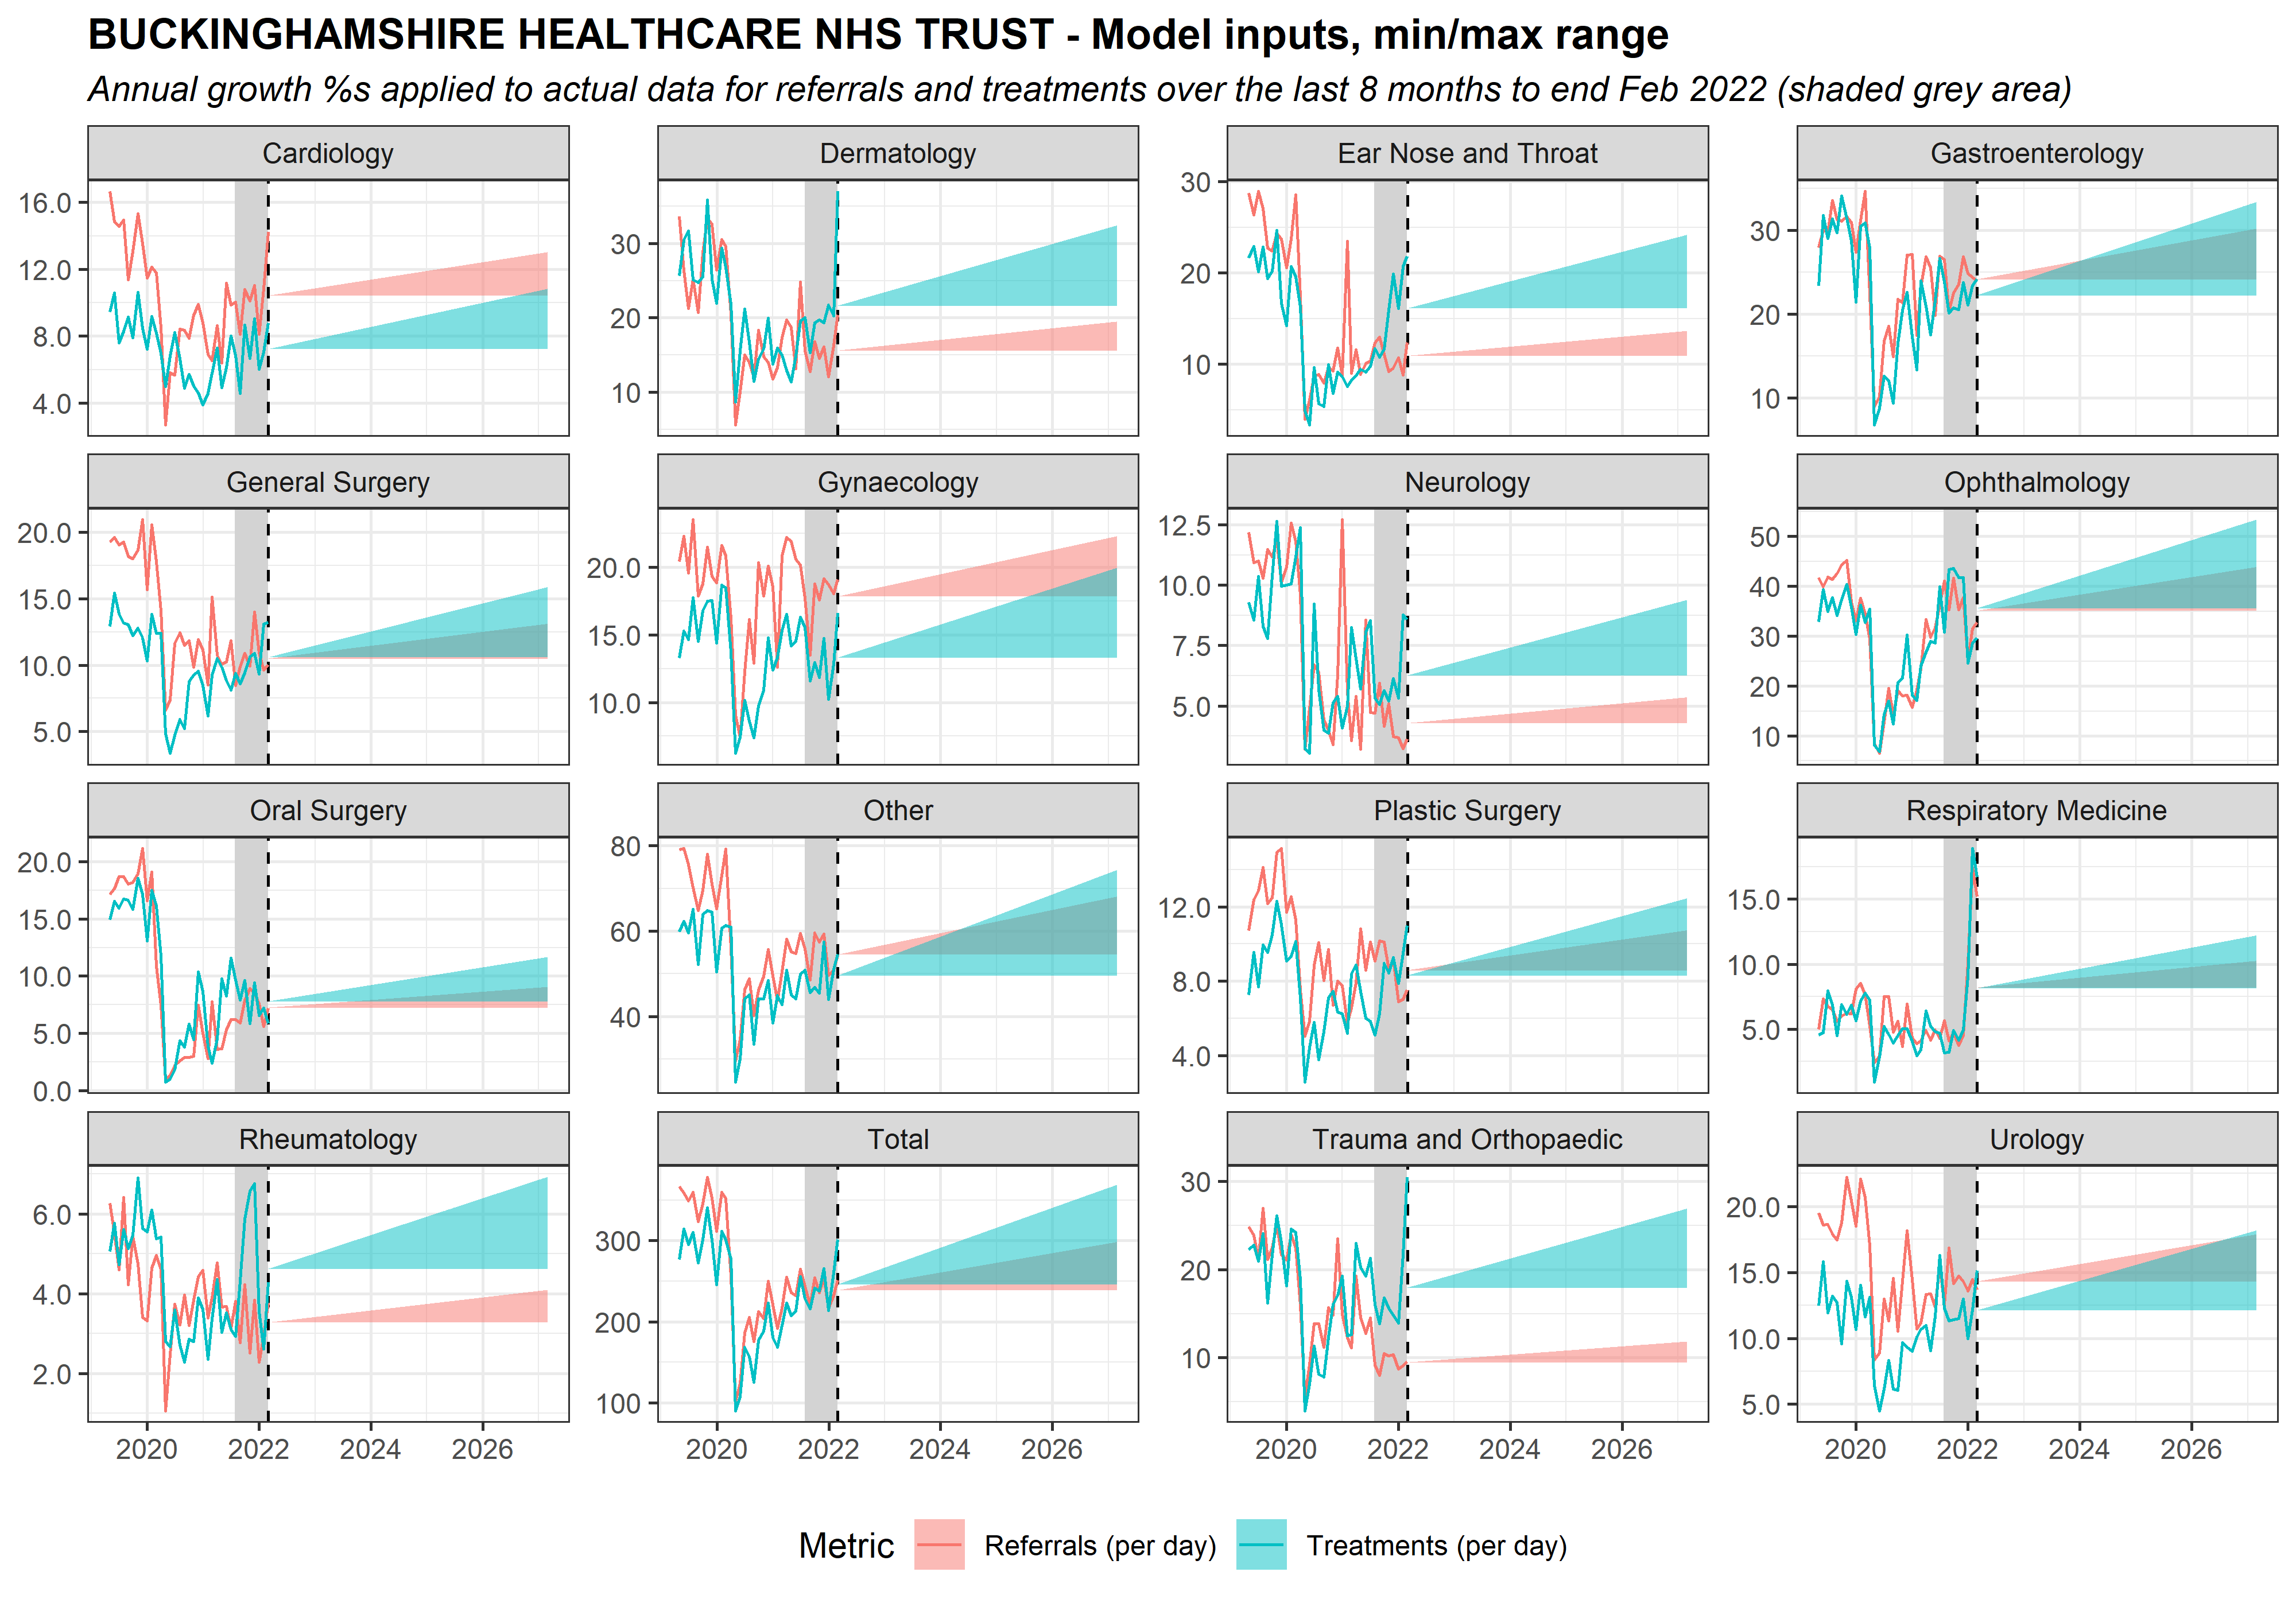 BUCKINGHAMSHIRE HEALTHCARE NHS TRUST - Model inputs, min/max range
Annual growth %s applied to actual data for referrals and treatments over the last 8 months to end Feb 2022 (shaded grey area)
Cardiology
16.0
12.0
8.0
4.0
Dermatology
30
20
10
Ear Nose and Throat
30
20
10
Gastroenterology
30
20
10
General Surgery
20.0
15.0
10.0
5.0
Gynaecology
20.0
15.0
10.0
Neurology
12.5
10.0
7.5
5.0
Ophthalmology
50
40
30
20
10
Oral Surgery
20.0
15.0
10.0
5.0
0.0
Other
80
60
40
Plastic Surgery
12.0
8.0
4.0
Respiratory Medicine
15.0
10.0
5.0
Rheumatology
6.0
4.0
2.0
Total
300
200
100
Trauma and Orthopaedic
30
20
10
Urology
20.0
15.0
10.0
5.0
2020 2022 2024 2026
2020 2022 2024 2026
2020 2022 2024 2026
2020 2022 2024 2026
Metric Referrals (per day) Treatments (per day)